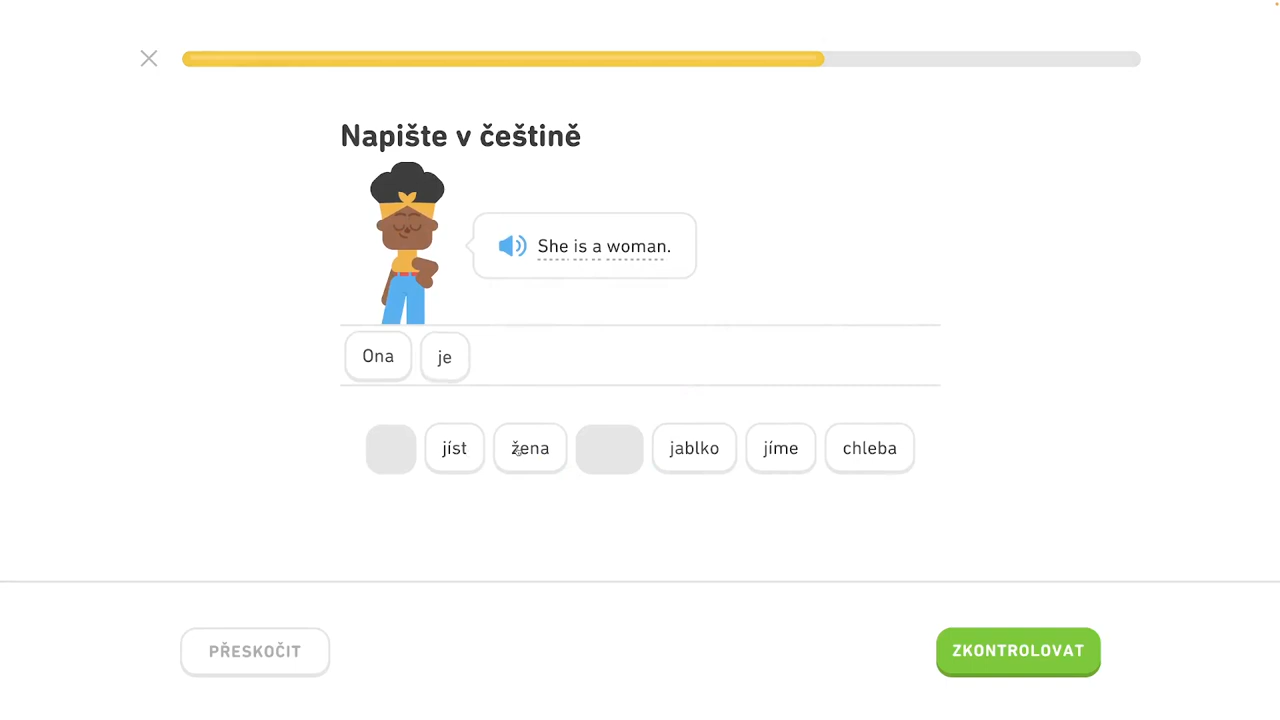 Napište v češtině
She is a woman.
Ona je
jíst žena jablko jíme chleba
PŘESKOČIT ZKONTROLOVAT